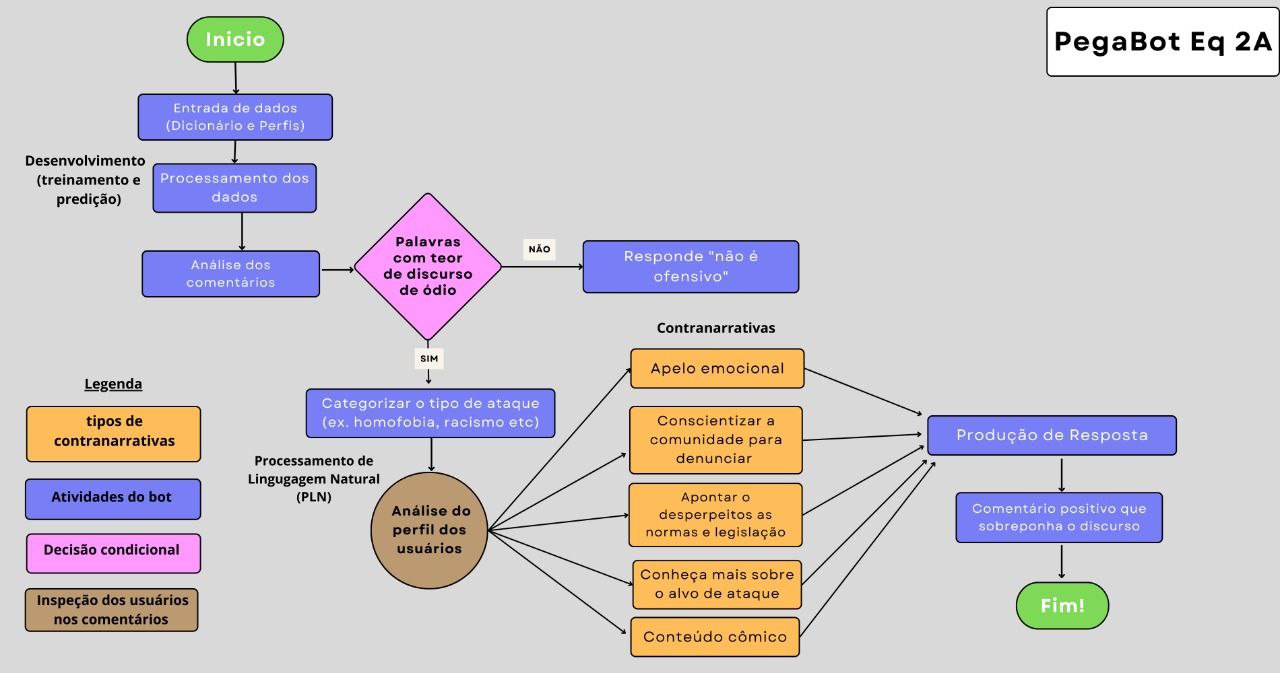 PegaBot Eq 2A
Inicio
Entrada de dados
(Dicionário e Perfis)
Desenvolvimento
(treinamento e
predição)
Processamento dos
dados
Análise dos
comentários
Palavras
com teor
de discurso
de ódio
NÃO
Responde "não é
ofensivo"
SIM
Categorizar o tipo de ataque
(ex. homofobia, racismo etc)
Processamento de
Lingugagem Natural
(PLN)
Análise do
perfil dos
usuários
Contranarrativas
Apelo emocional
Conscientizar a
comunidade para
denunciar
Apontar o
desperpeitos as
normas e legislação
Conheça mais sobre
o alvo de ataque
Conteúdo cômico
Produção de Resposta
Comentário positivo que
sobreponha o discurso
Fim!
Legenda
tipos de
contranarrativas
Atividades do bot
Decisão condicional
Inspeção dos usuários
nos comentários